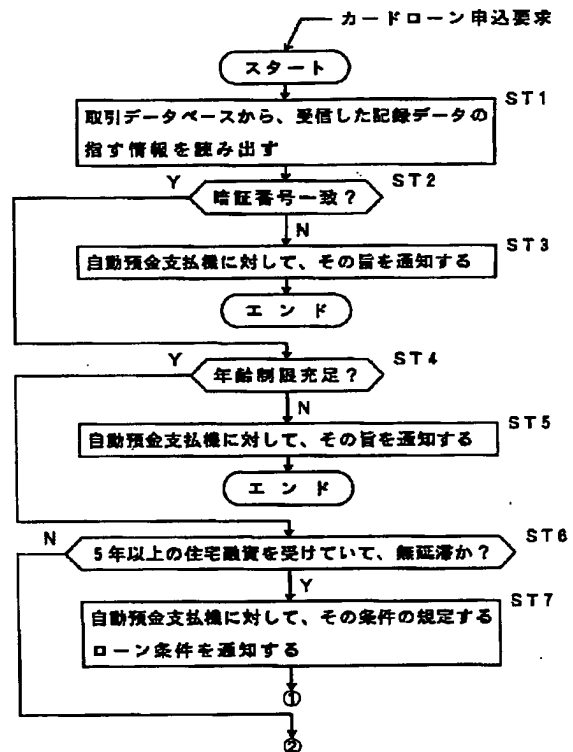 カードローン申込要求
スタート
ST1
取引データベースから、受信した記録データの
指す情報を読み出す
Y
ST2
暗証番号一致?
N
ST3
自動預金支払機に対して、その旨を通知する
エンド
Y
ST4
年齢制限充足?
N
ST5
自動預金支払機に対して、その旨を通知する
エンド
N
ST6
5年以上の住宅融資を受けていて、無延滞か?
Y
ST7
自動預金支払機に対して、その条件の規定する
ローン条件を通知する
①
②